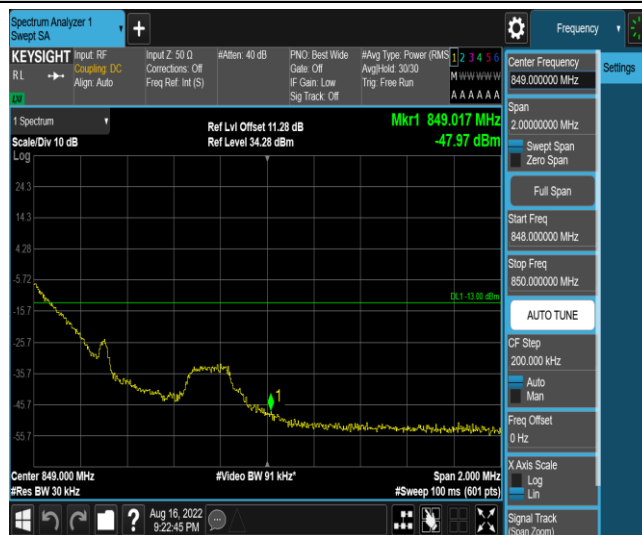 Spectrum Analyzer 1
Swept SA
Frequency
KEYSIGHT
RL
Input: RF
Coupling: DC
Align: Auto
Input Z: 50 Ω
Corrections: Off
Freq Ref: Int (S)
#Atten: 40 dB
PNO: Best Wide
Gate: Off
IF Gain: Low
Sig Track: Off
#Avg Type: Power (RMS
Avg|Hold: 30/30
Trig: Free Run
1 2 3 4 5 6
M W W W W W
A A A A A A
LXI
1 Spectrum
Scale/Div 10 dB
Log
Ref Lvl Offset 11.28 dB
Ref Level 34.28 dBm
Mkr1 849.017 MHz
-47.97 dBm
24.3
14.3
4.28
-5.72
-15.7
-25.7
-35.7
-45.7
-55.7
DL1 -13.00 dBm
1
Center 849.000 MHz
#Res BW 30 kHz
#Video BW 91 kHz*
Span 2.000 MHz
#Sweep 100 ms (601 pts)
Aug 16, 2022
9:22:45 PM
Settings
Center Frequency
849.000000 MHz
Span
2.00000000 MHz
Swept Span
Zero Span
Full Span
Start Freq
848.000000 MHz
Stop Freq
850.000000 MHz
AUTO TUNE
CF Step
200.000 kHz
Auto
Man
Freq Offset
0 Hz
X Axis Scale
Log
Lin
Signal Track
(Span Zoom)